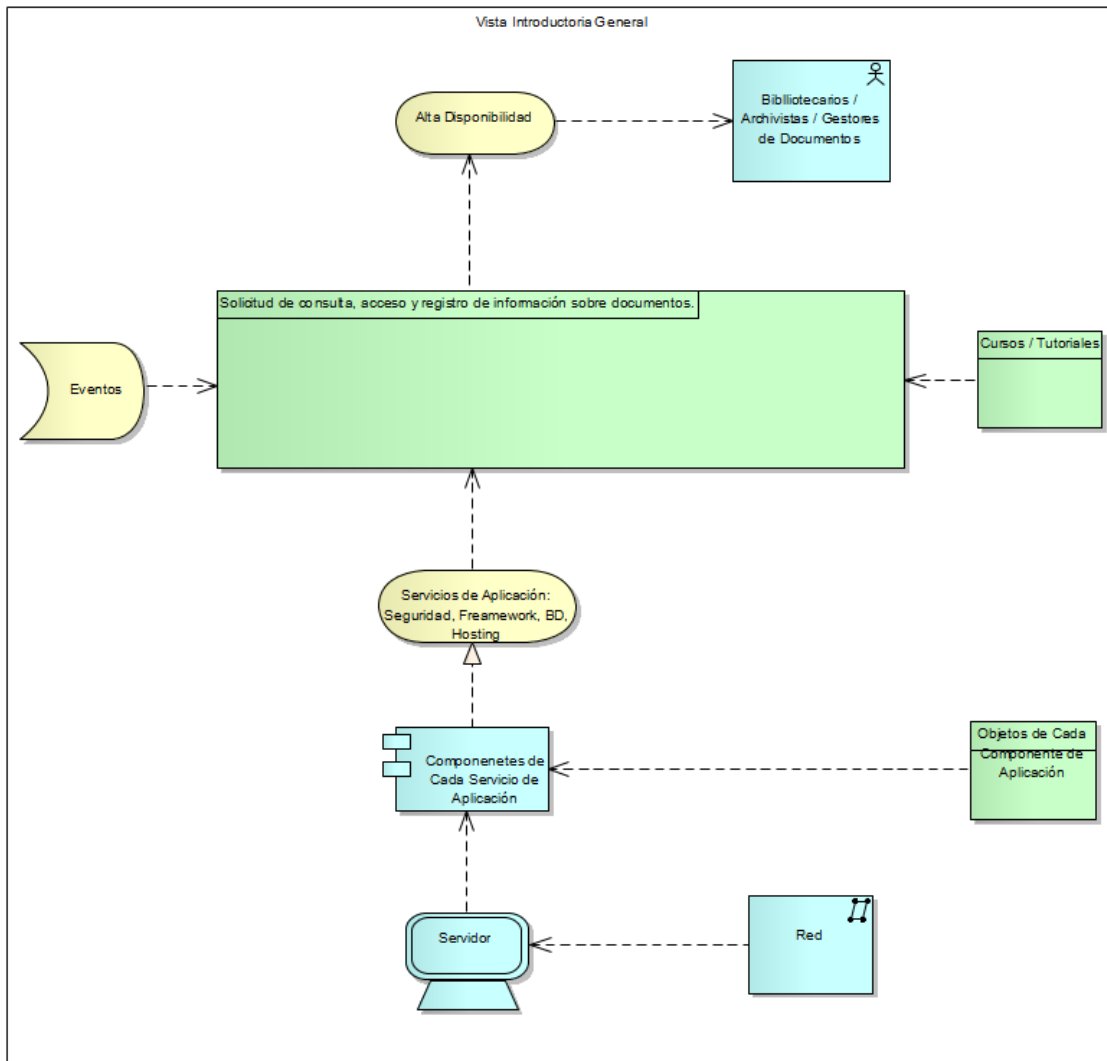 Vista Introductoria General
Alta Disponibilidad
Bibliotecarios /
Archivistas / Gestores
de Documentos
Solicitud de consulta, acceso y registro de información sobre documentos.
Eventos
Cursos / Tutoriales
Servicios de Aplicación:
Seguridad, Freamework, BD,
Hosting
Componenetes de
Cada Servicio de
Aplicación
Objetos de Cada
Componente de
Aplicación
Servidor
Red